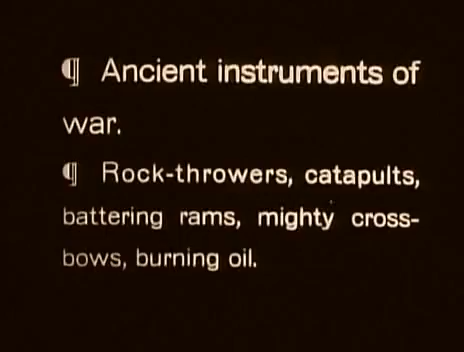 ¶ Ancient instruments of
war.
¶ Rock-throwers, catapults,
battering rams, mighty cross-
bows, burning oil.